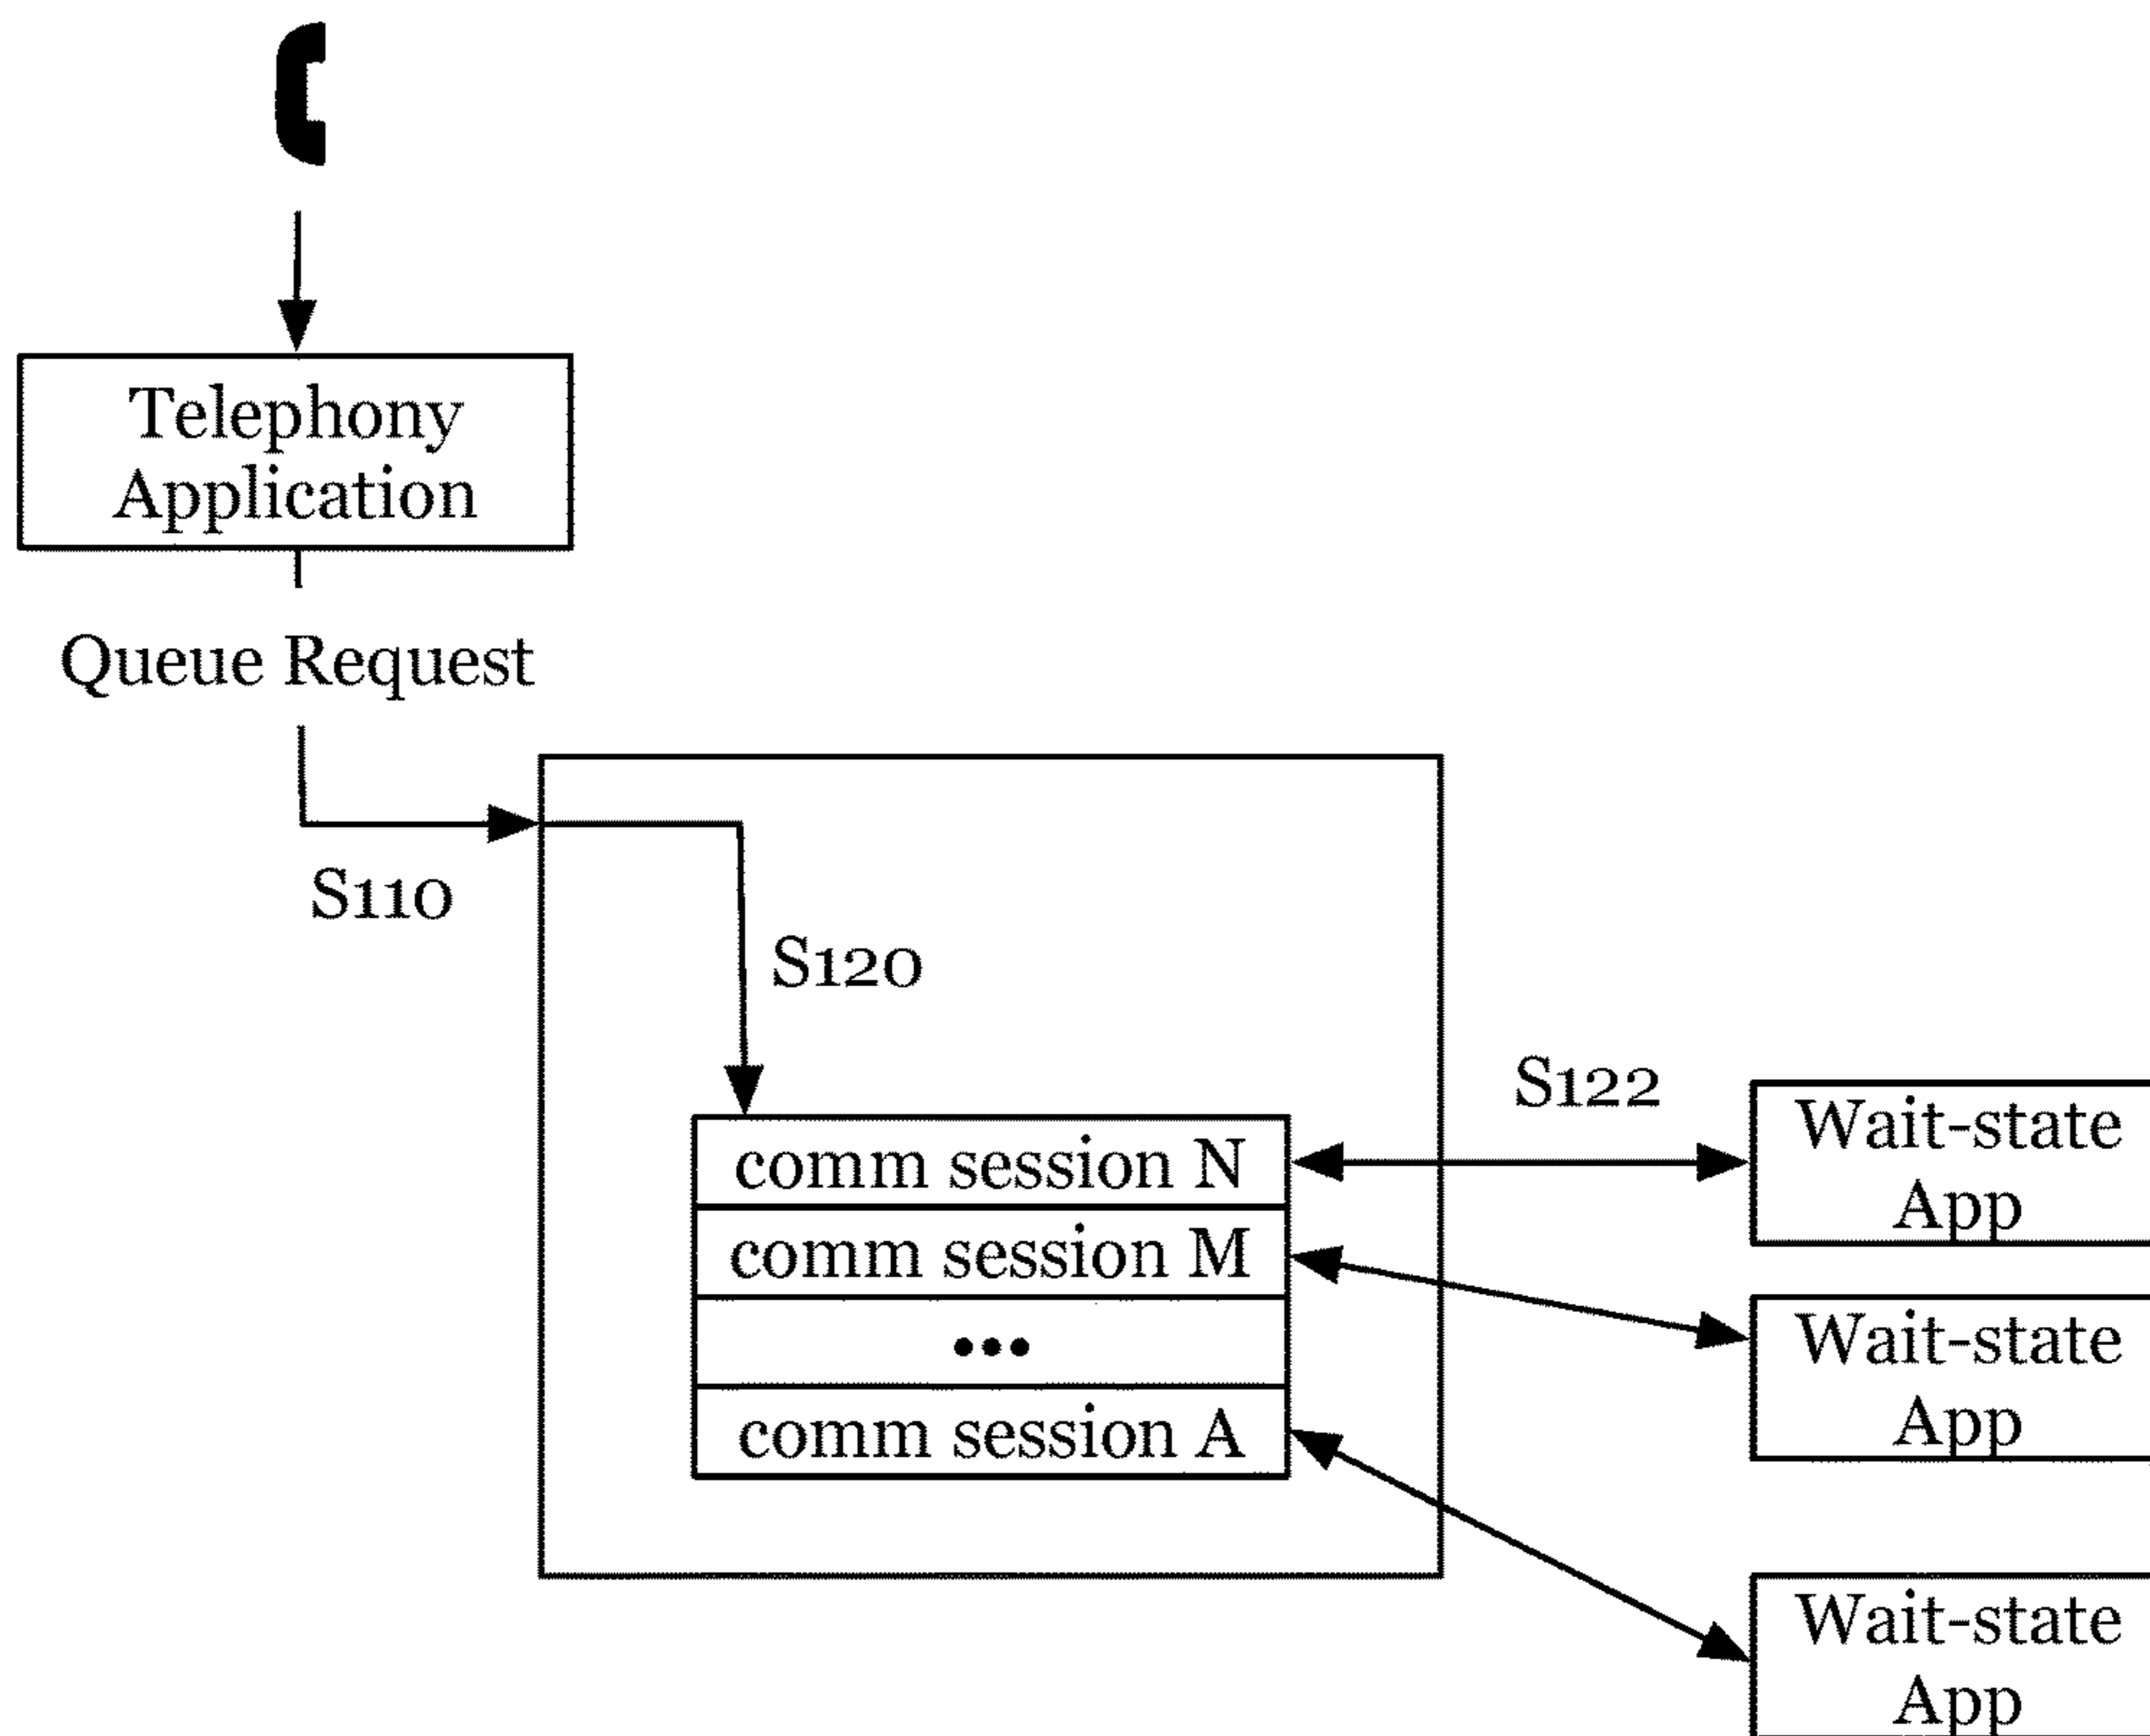 Telephony
Application
Queue Request
S110
S120
S122
comm session N
comm session M
•••
comm session A
Wait-state
App
Wait-state
App
Wait-state
App